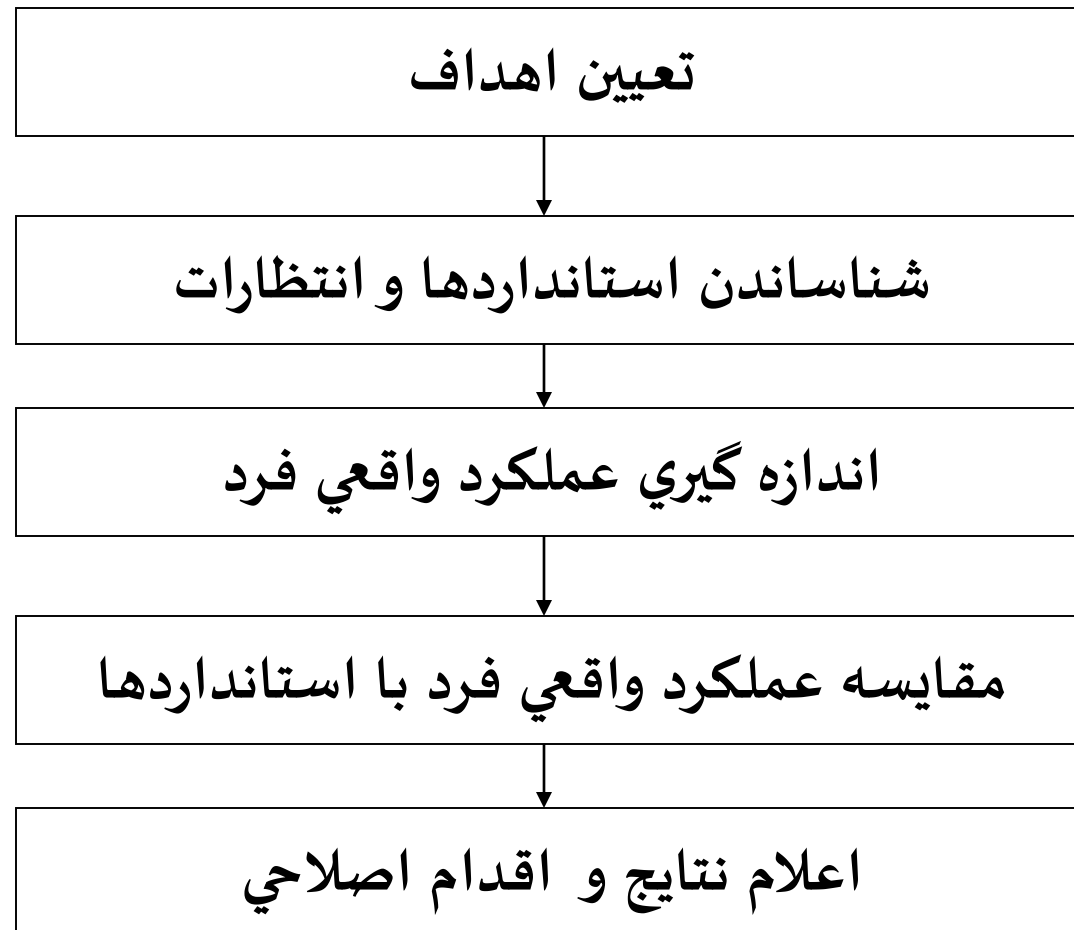 تعيين اهداف
شناساندن استانداردها و انتظارات
اندازه گيري عملكرد واقعي فرد
مقايسه عملكرد واقعي فرد با استانداردها
اعلام نتايج و اقدام اصلاحي